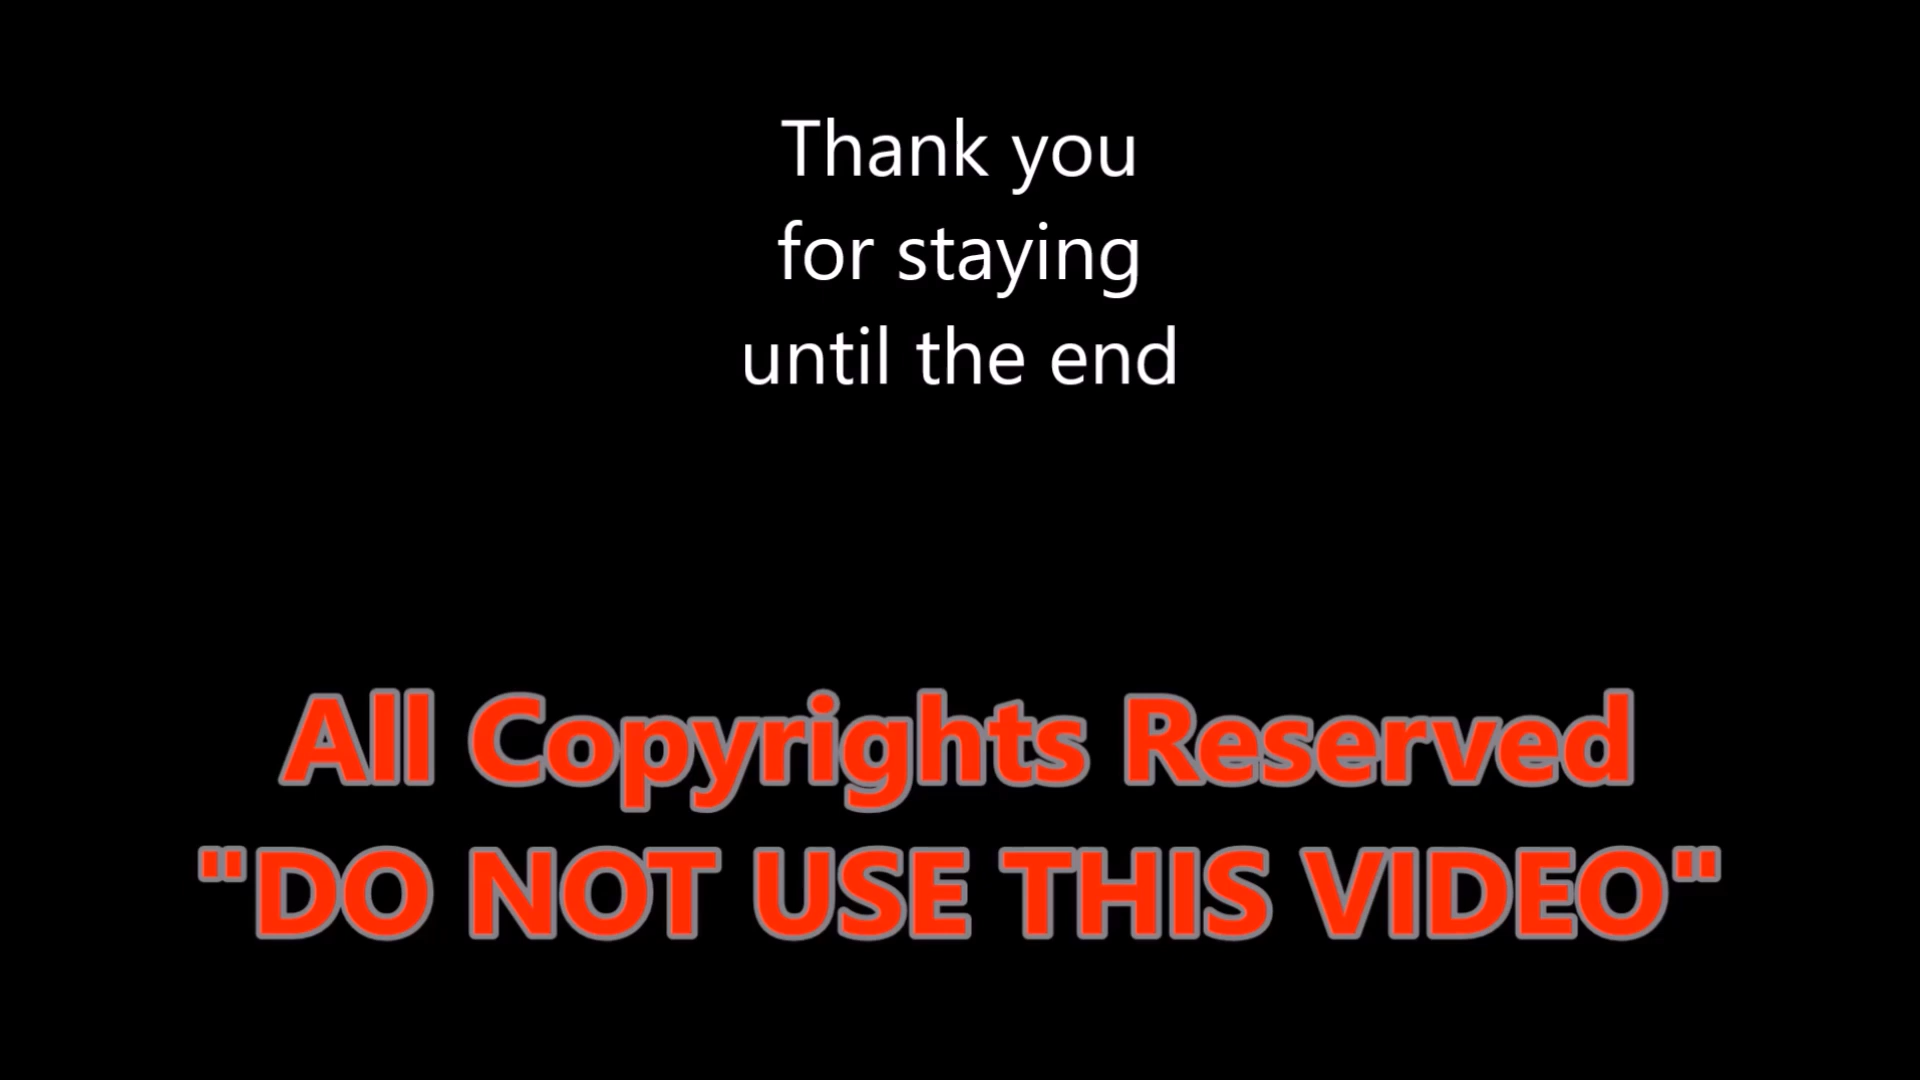 Thank you
for staying
until the end
All Copyrights Reserved
"DO NOT USE THIS VIDEO"